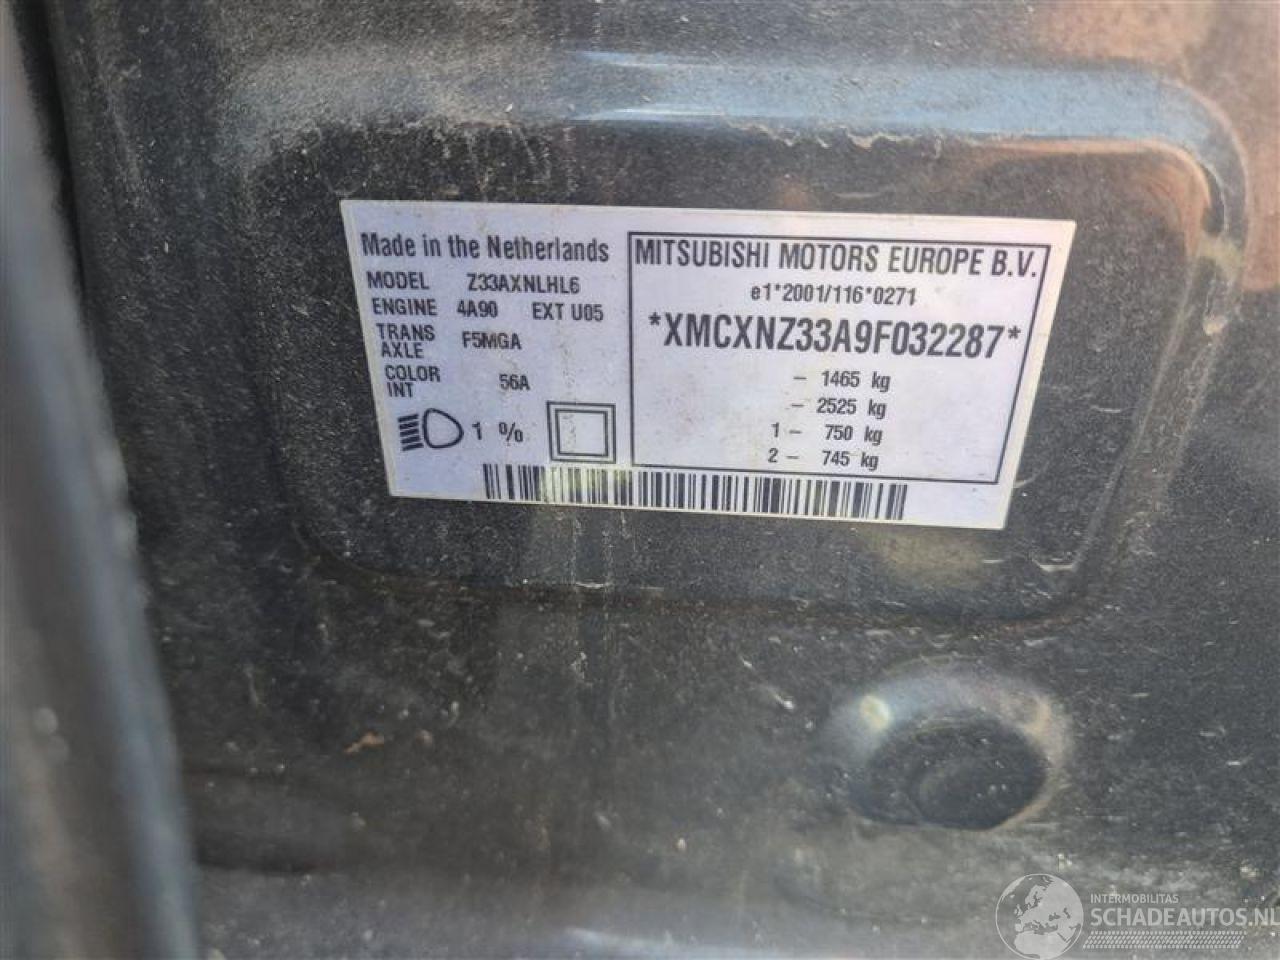 Made in the Netherlands
MODEL Z33AXNLHL6
ENGINE 4A90 EXT U05
TRANS AXLE F5MGA
COLOR INT 56A
1 %
MITSUBISHI MOTORS EUROPE B.V.
e1*2001/116*0271
*XMCXNZ33A9F032287*
- 1465 kg
- 2525 kg
1 - 750 kg
2 - 745 kg
INTERMOBILITAS
SCHADEAUTOS.NL